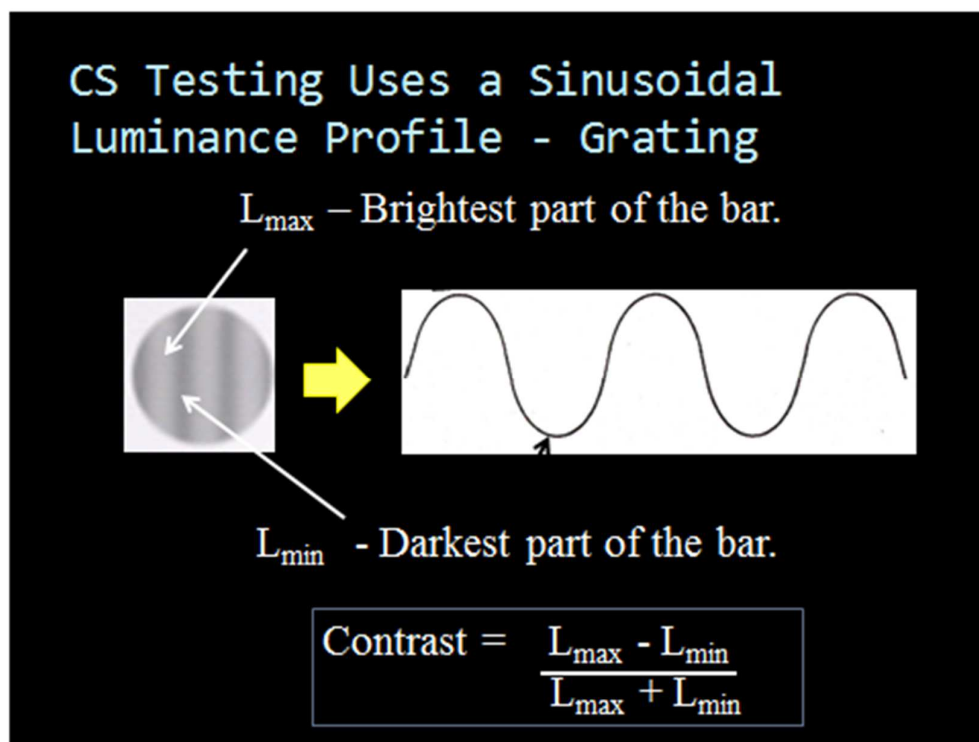 CS Testing Uses a Sinusoidal
Luminance Profile - Grating
Lmax – Brightest part of the bar.
Lmin - Darkest part of the bar.
Contrast = Lmax - Lmin
Lmax + Lmin